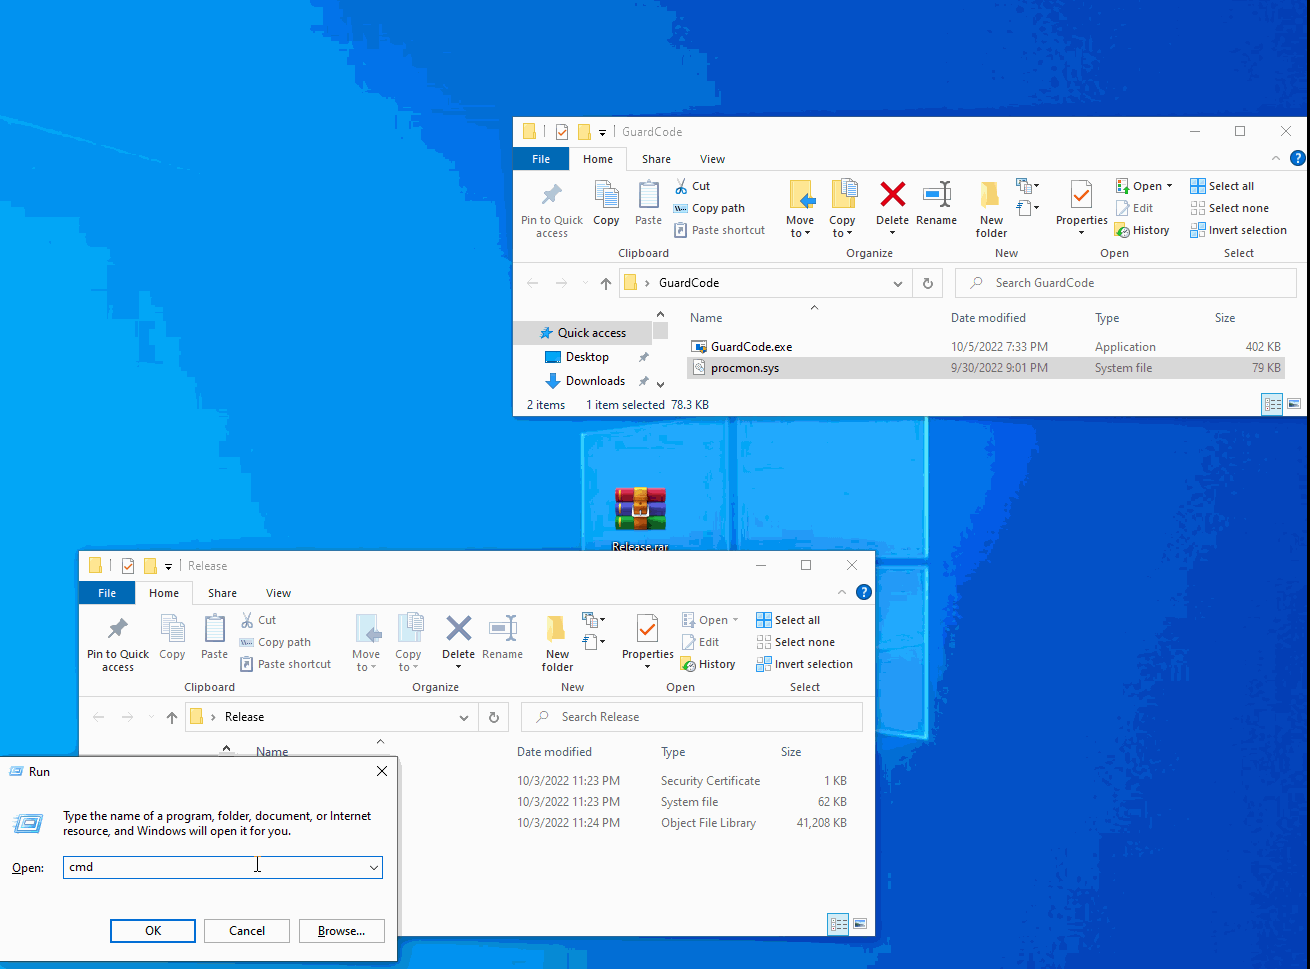 GuardCode
File Home Share View
Pin to Quick access
Copy
Paste
Cut
Copy path
Paste shortcut
Move to
Copy to
Delete
Rename
New folder
Properties
Open
Edit
History
Select all
Select none
Invert selection
Clipboard Organize New Open Select
GuardCode
Search GuardCode
Quick access
Desktop
Downloads
Name Date modified Type Size
GuardCode.exe 10/5/2022 7:33 PM Application 402 KB
procmon.sys 9/30/2022 9:01 PM System file 79 KB
2 items 1 item selected 78.3 KB
Release.rar
Release
File Home Share View
Pin to Quick access
Copy
Paste
Cut
Copy path
Paste shortcut
Move to
Copy to
Delete
Rename
New folder
Properties
Open
Edit
History
Select all
Select none
Invert selection
Clipboard Organize New Open Select
Release
Search Release
Name Date modified Type Size
10/3/2022 11:23 PM Security Certificate 1 KB
10/3/2022 11:23 PM System file 62 KB
10/3/2022 11:24 PM Object File Library 41,208 KB
Run
Type the name of a program, folder, document, or Internet
resource, and Windows will open it for you.
Open: cmd
OK Cancel Browse...